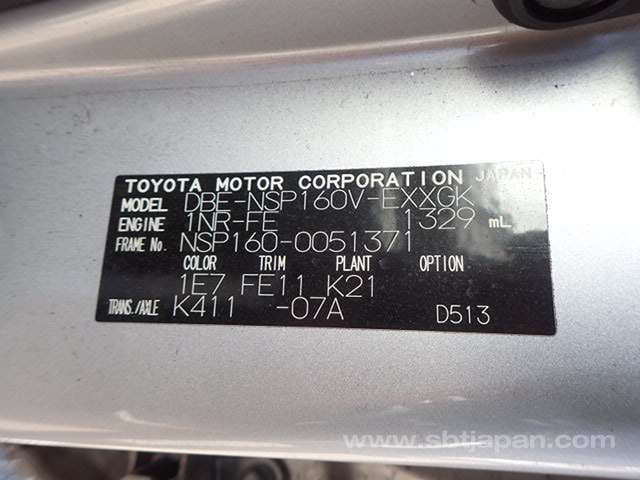 TOYOTA MOTOR CORPORATION JAPAN
MODEL DBE-NSP160V-EXXGK
ENGINE 1NR-FE 1329 mL
FRAME No. NSP160-0051371
COLOR TRIM PLANT OPTION
1E7 FE11 K21
TRANS./AXLE K411 -07A D513
www.sbtjapan.com